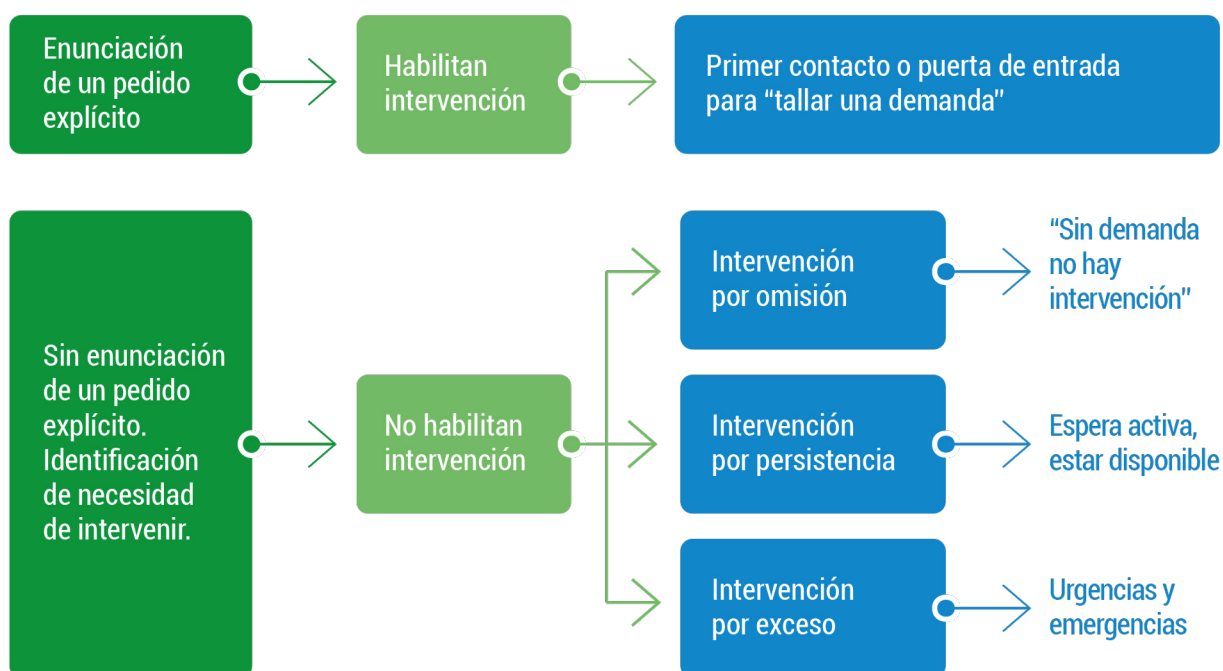 Enunciación
de un pedido
explícito
Habilitan
intervención
Primer contacto o puerta de entrada
para “tallar una demanda”
Sin enunciación
de un pedido
explícito.
Identificación
de necesidad
de intervenir.
No habilitan
intervención
Intervención
por omisión
“Sin demanda
no hay
intervención”
Intervención
por persistencia
Espera activa,
estar disponible
Intervención
por exceso
Urgencias y
emergencias